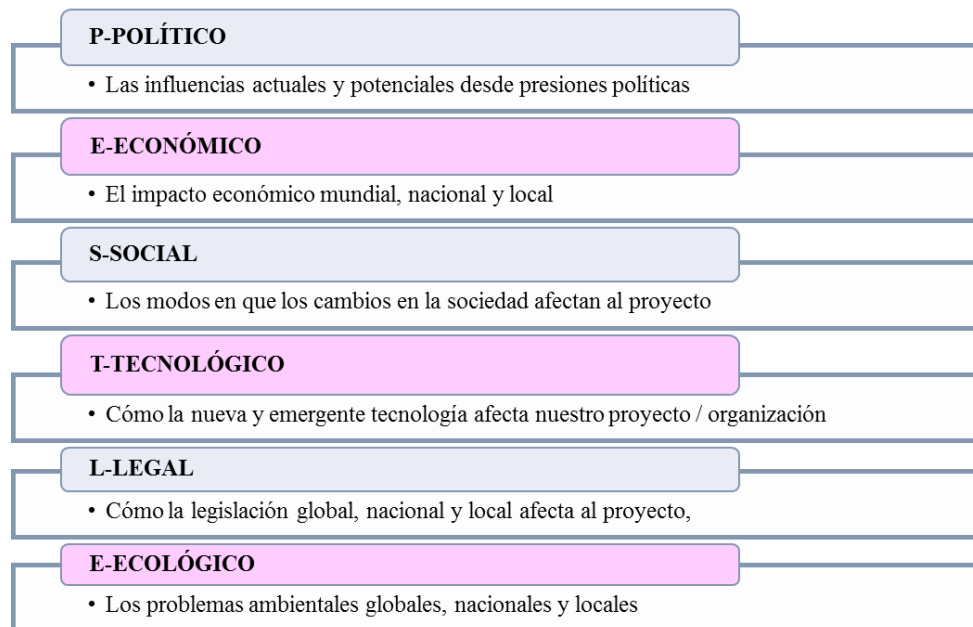 P-POLÍTICO
• Las influencias actuales y potenciales desde presiones políticas
E-ECONÓMICO
• El impacto económico mundial, nacional y local
S-SOCIAL
• Los modos en que los cambios en la sociedad afectan al proyecto
T-TECNOLÓGICO
• Cómo la nueva y emergente tecnología afecta nuestro proyecto / organización
L-LEGAL
• Cómo la legislación global, nacional y local afecta al proyecto,
E-ECOLÓGICO
• Los problemas ambientales globales, nacionales y locales